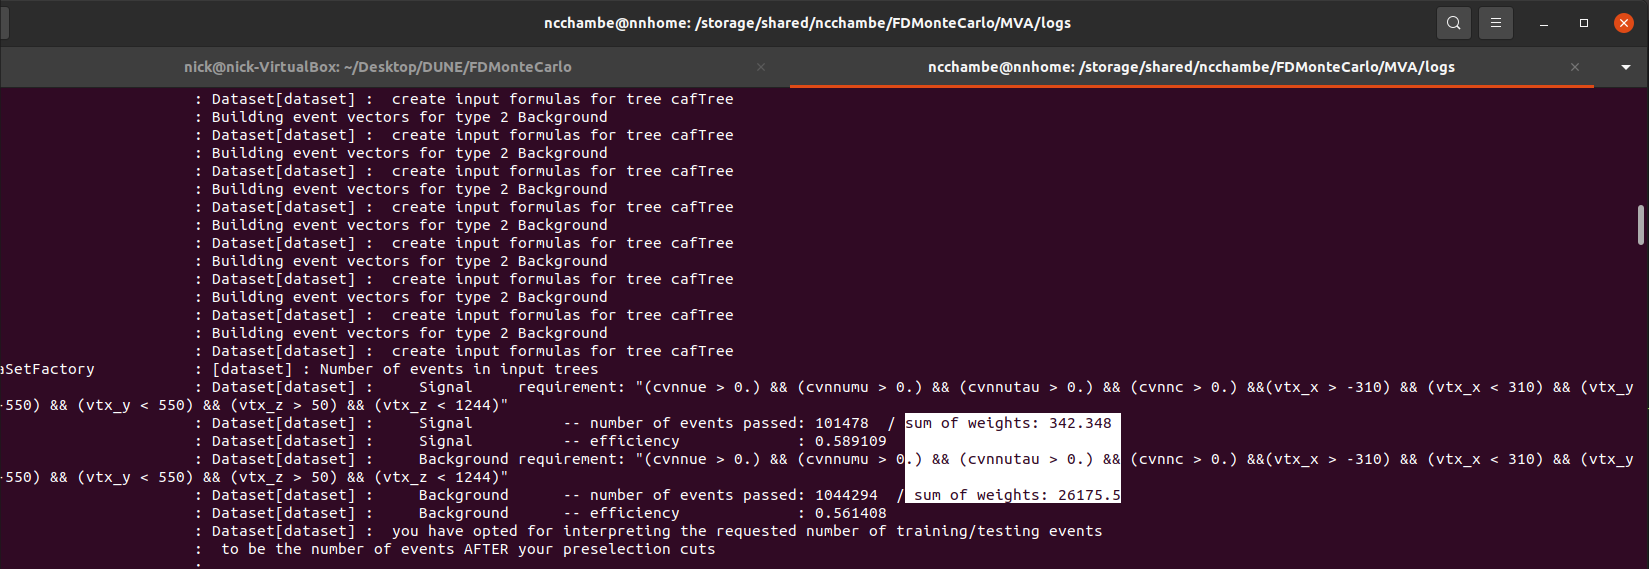 ncchambe@nnhome: /storage/shared/ncchambe/FDMonteCarlo/MVA/logs
nick@nick-VirtualBox: ~/Desktop/DUNE/FDMonteCarlo
ncchambe@nnhome: /storage/shared/ncchambe/FDMonteCarlo/MVA/logs
: Dataset[dataset] :  create input formulas for tree cafTree
: Building event vectors for type 2 Background
: Dataset[dataset] :  create input formulas for tree cafTree
: Building event vectors for type 2 Background
: Dataset[dataset] :  create input formulas for tree cafTree
: Building event vectors for type 2 Background
: Dataset[dataset] :  create input formulas for tree cafTree
: Building event vectors for type 2 Background
: Dataset[dataset] :  create input formulas for tree cafTree
: Building event vectors for type 2 Background
: Dataset[dataset] :  create input formulas for tree cafTree
: Building event vectors for type 2 Background
: Dataset[dataset] :  create input formulas for tree cafTree
: Building event vectors for type 2 Background
: Dataset[dataset] :  create input formulas for tree cafTree
aSetFactory : [dataset] : Number of events in input trees
: Dataset[dataset] : Signal requirement: "(cvnnue > 0.) && (cvnnumu > 0.) && (cvnnutau > 0.) && (cvnnc > 0.) &&(vtx_x > -310) && (vtx_x < 310) && (vtx_y
-550) && (vtx_y < 550) && (vtx_z > 50) && (vtx_z < 1244)"
: Dataset[dataset] : Signal -- number of events passed: 101478 / sum of weights: 342.348
: Dataset[dataset] : Signal -- efficiency : 0.589109
: Dataset[dataset] : Background requirement: "(cvnnue > 0.) && (cvnnumu > 0.) && (cvnnutau > 0.) && (cvnnc > 0.) &&(vtx_x > -310) && (vtx_x < 310) && (vtx_y
-550) && (vtx_y < 550) && (vtx_z > 50) && (vtx_z < 1244)"
: Dataset[dataset] : Background -- number of events passed: 1044294 / sum of weights: 26175.5
: Dataset[dataset] : Background -- efficiency : 0.561408
: Dataset[dataset] :  you have opted for interpreting the requested number of training/testing events
:  to be the number of events AFTER your preselection cuts
: